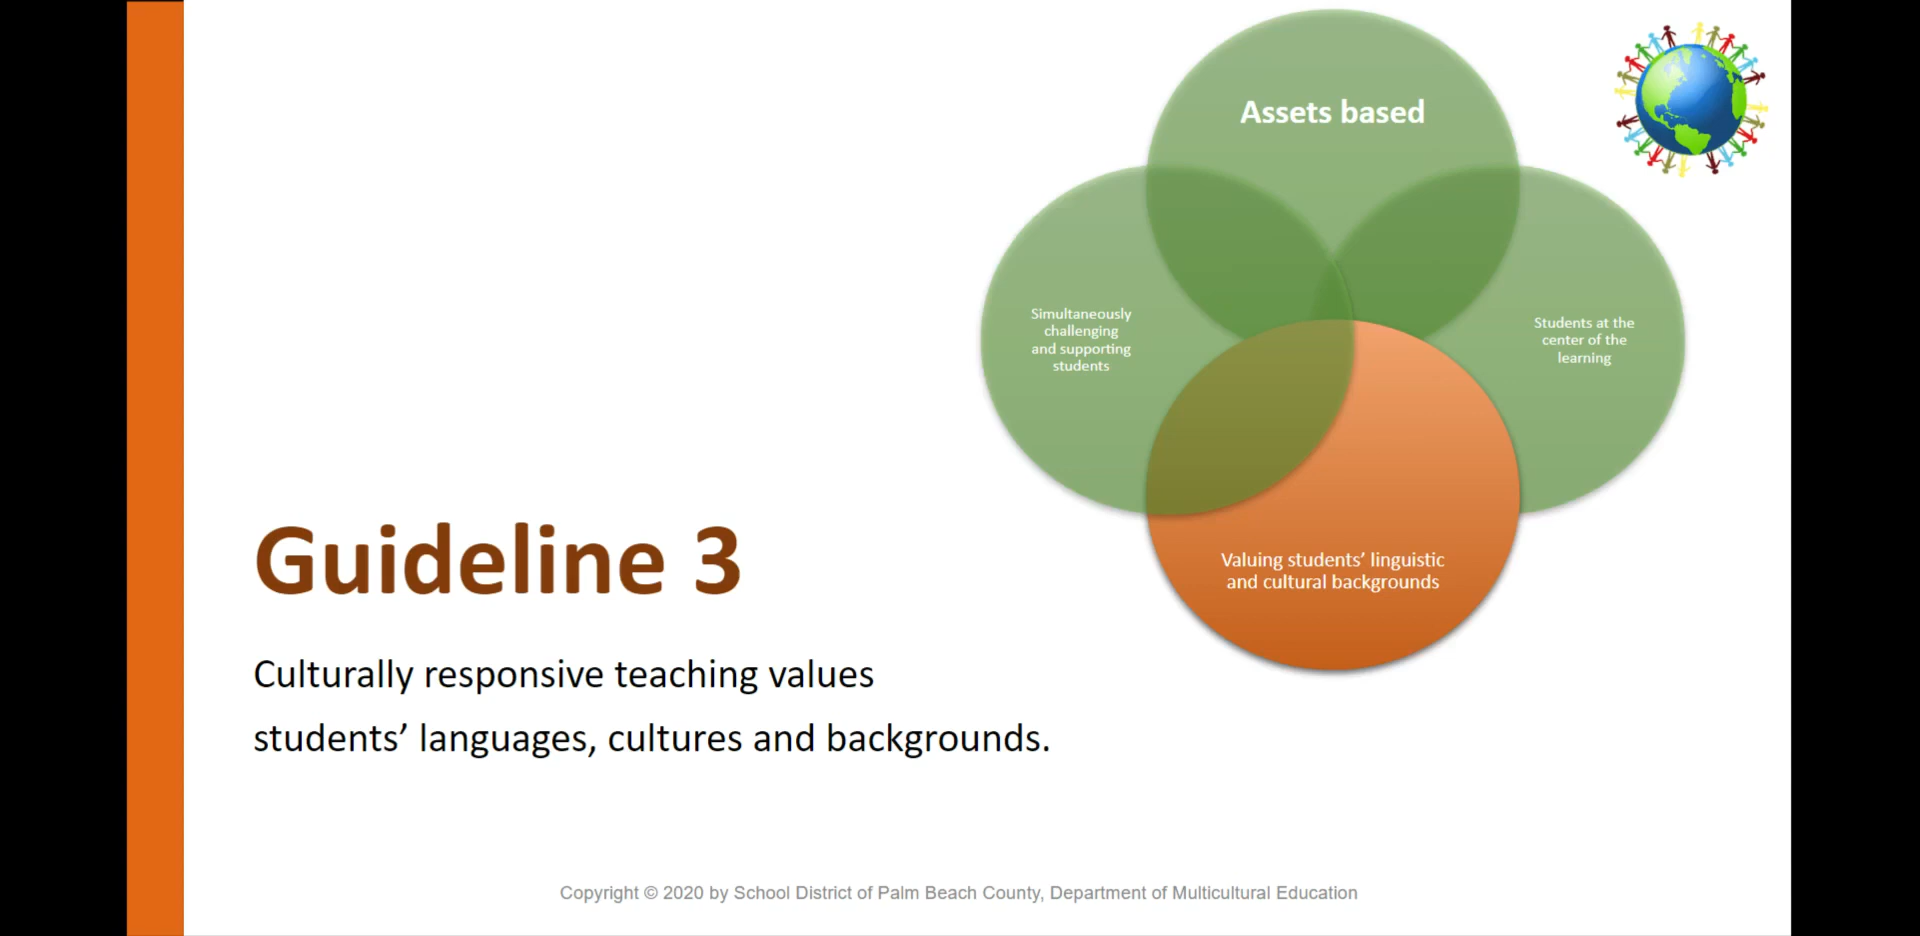 Assets based
Simultaneously
challenging
and supporting
students
Students at the
center of the
learning
Valuing students’ linguistic
and cultural backgrounds
Guideline 3
Culturally responsive teaching values
students’ languages, cultures and backgrounds.
Copyright © 2020 by School District of Palm Beach County, Department of Multicultural Education